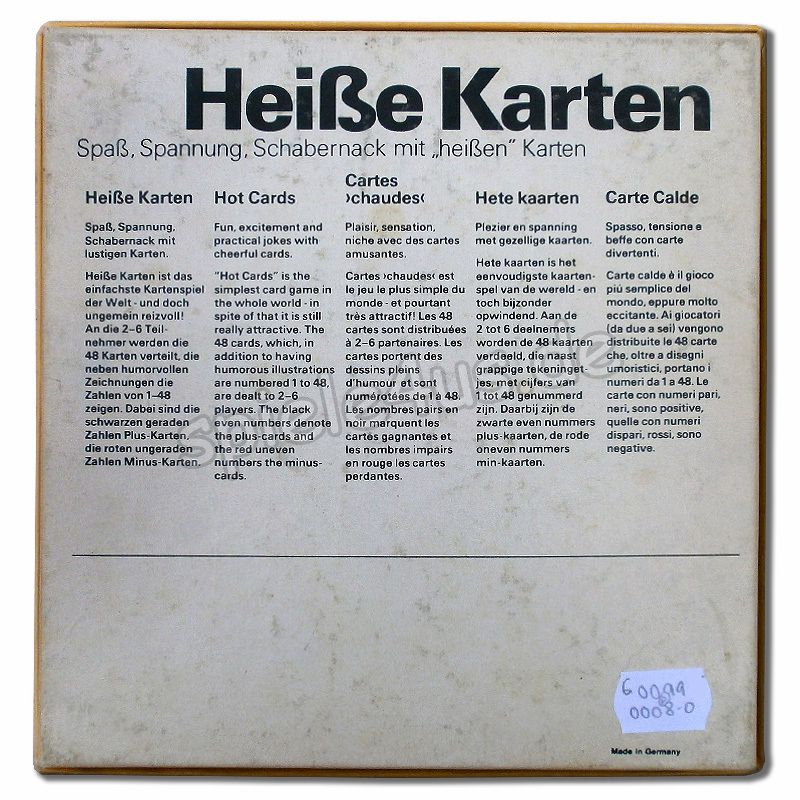 Heiße Karten
Spaß, Spannung, Schabernack mit „heißen” Karten
Heiße Karten
Spaß, Spannung,
Schabernack mit
lustigen Karten.
Heiße Karten ist das
einfachste Kartenspiel
der Welt - und doch
ungemein reizvoll!
An die 2-6 Teil-
nehmer werden die
48 Karten verteilt, die
neben humorvollen
Zeichnungen die
Zahlen von 1-48
zeigen. Dabei sind die
schwarzen geraden
Zahlen Plus-Karten,
die roten ungeraden
Zahlen Minus-Karten.
Hot Cards
Fun, excitement and
practical jokes with
cheerful cards.
"Hot Cards" is the
simplest card game in
the whole world - in
spite of that it is still
really attractive. The
48 cards, which, in
addition to having
humorous illustrations
are numbered 1 to 48,
are dealt to 2-6
players. The black
even numbers denote
the plus-cards and
the red uneven
numbers the minus-
cards.
Cartes
›chaudes‹
Plaisir, sensation,
niche avec des cartes
amusantes.
Cartes ›chaudes‹ est
le jeu le plus simple du
monde - et pourtant
très attractif! Les 48
cartes sont distribuées
à 2-6 partenaires. Les
cartes portent des
dessins pleins
d'humour at sont
numérotées de 1 à 48.
Les nombres pairs en
noir marquent les
cartes gagnantes et
les nombres impairs
en rouge les cartes
perdantes.
Hete kaarten
Plezier en spanning
met gezellige kaarten.
Hete kaarten is het
eenvoudigste kaarten-
spel van de wereld - en
toch bijzonder
opwindend. Aan de
2 tot 6 deelnemers
worden de 48 kaarten
verdeeld, die naast
grappige tekeninget-
jes, met cijfers van
1 tot 48 genummerd
zijn. Daarbij zijn de
zwarte even nummers
plus-kaarten, de rode
oneven nummers
min-kaarten.
Carte Calde
Spasso, tensione e
beffe con carte
divertenti.
Carte calde è il gioco
piú semplice del
mondo, eppure molto
eccitante. Ai giocatori
(da due a sei) vengono
distribuite le 48 carte
che, oltre a disegni
umoristici, portano i
numeri da 1 a 48. Le
carte con numeri pari,
neri, sono positive,
quelle con numeri
dispari, rossi, sono
negative.
spiele4us.de
0008-0
Made in Germany